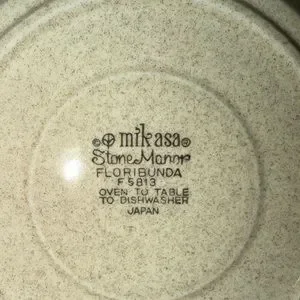 © mikasa®
Stone Manor
FLORIBUNDA
F 5813
OVEN TO TABLE
TO DISHWASHER
JAPAN